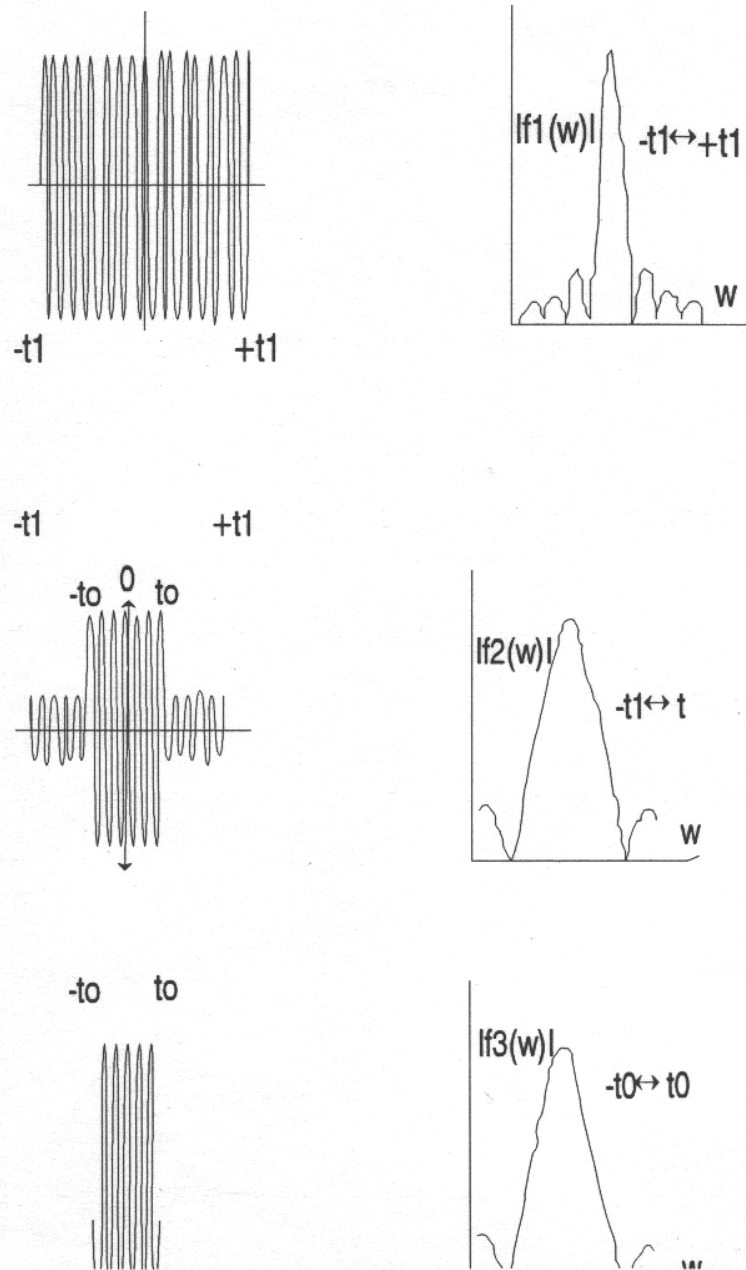 |f1(w)| -t1↔+t1
w
-t1 +t1
-t1 +t1
-to 0 to
|f2(w)|
-t1↔t
w
-to to
|f3(w)|
-t0↔t0
w